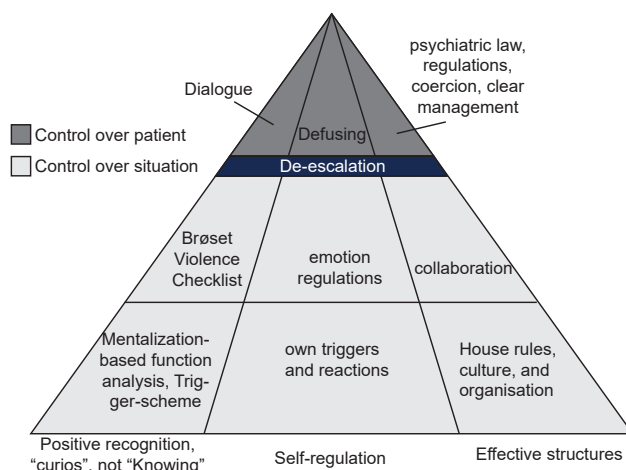 psychiatric law,
regulations,
coercion, clear
management
Dialogue
Defusing
Control over patient
Control over situation
De-escalation
Brøset
Violence
Checklist
emotion
regulations
collaboration
Mentalization-
based function
analysis, Trig-
ger-scheme
own triggers
and reactions
House rules,
culture, and
organisation
Positive recognition,
“curios”, not “Knowing”
Self-regulation
Effective structures